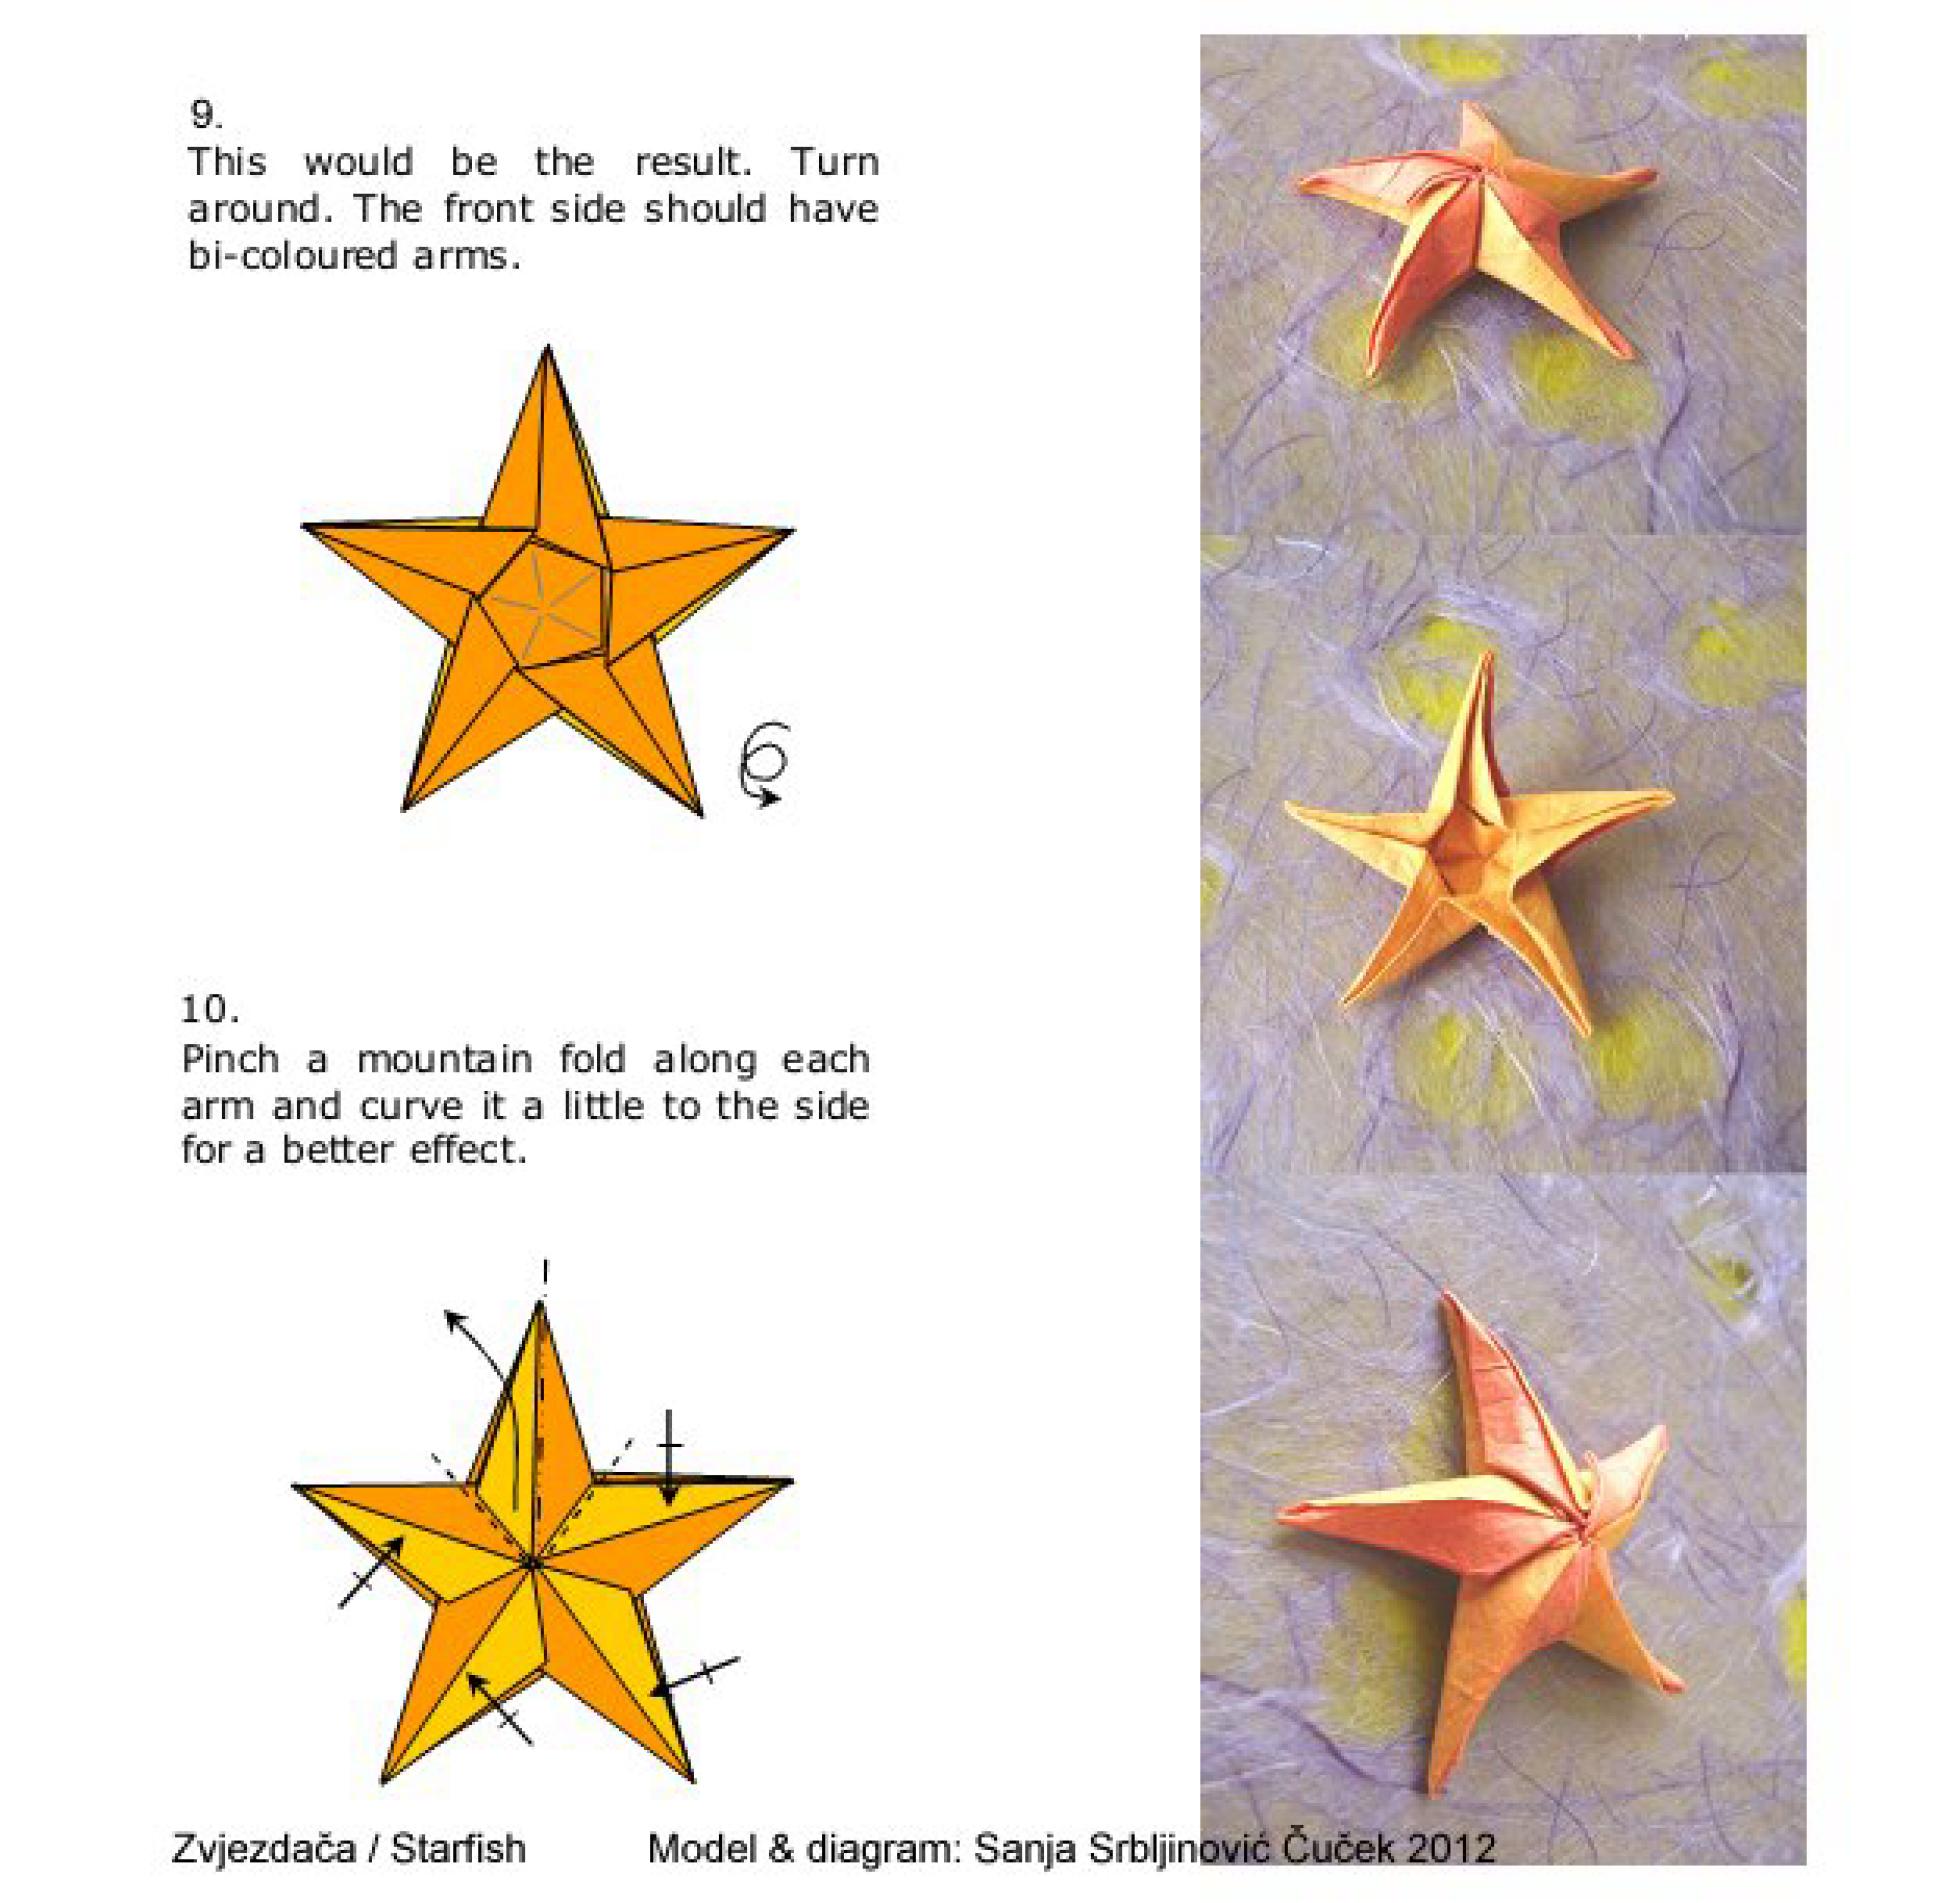 9.
This would be the result. Turn
around. The front side should have
bi-coloured arms.
10.
Pinch a mountain fold along each
arm and curve it a little to the side
for a better effect.
Zvjezdača / Starfish Model & diagram: Sanja Srbljinović Čuček 2012